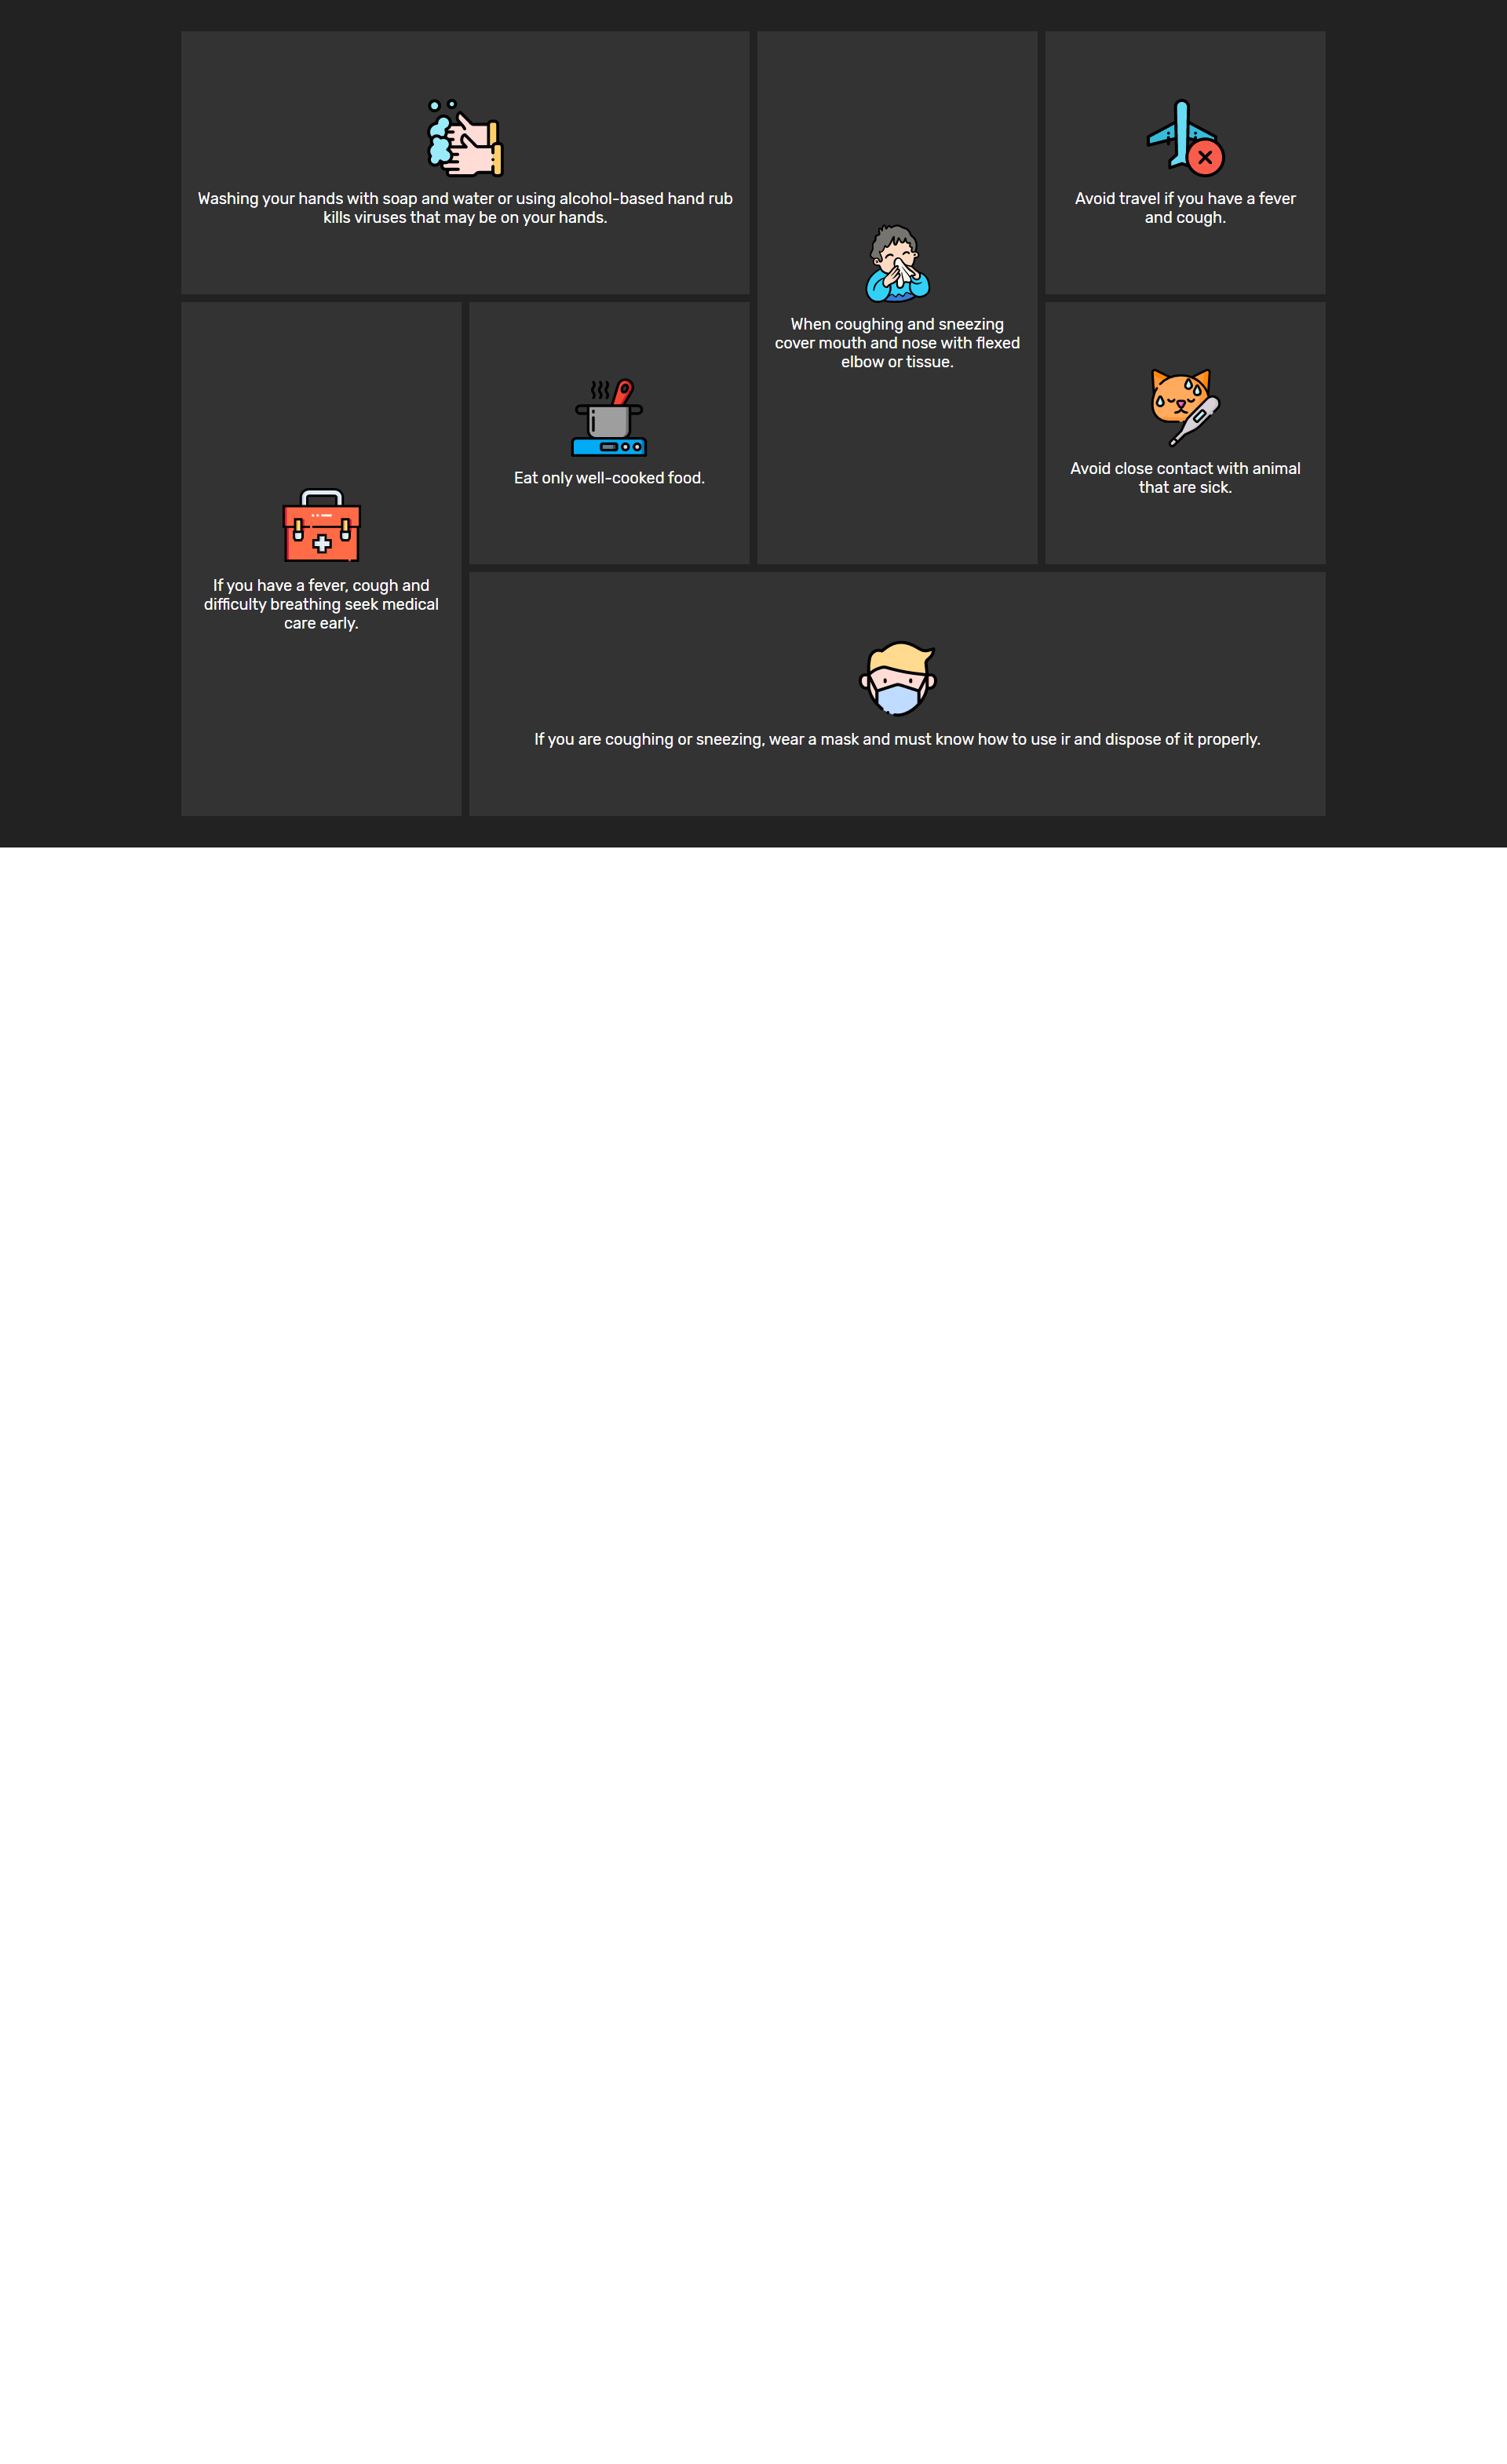 Washing your hands with soap and water or using alcohol-based hand rub
kills viruses that may be on your hands.
When coughing and sneezing
cover mouth and nose with flexed
elbow or tissue.
Avoid travel if you have a fever
and cough.
If you have a fever, cough and
difficulty breathing seek medical
care early.
Eat only well-cooked food.
Avoid close contact with animal
that are sick.
If you are coughing or sneezing, wear a mask and must know how to use ir and dispose of it properly.